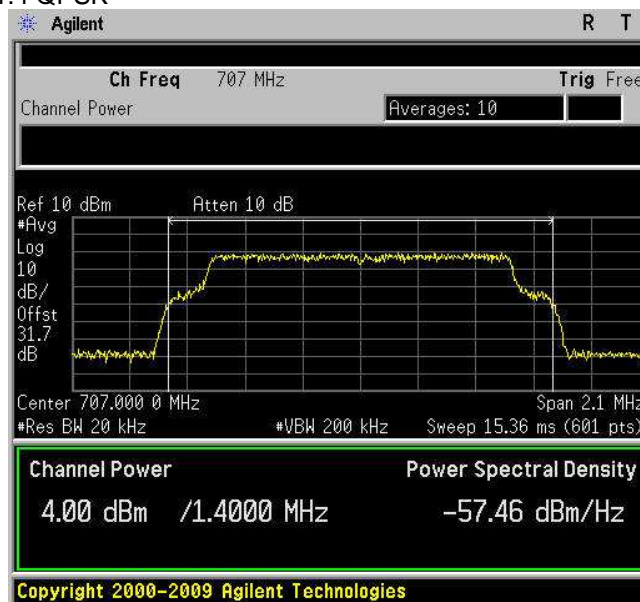 Agilent R T
Ch Freq 707 MHz Trig Free
Channel Power Averages: 10
Ref 10 dBm Atten 10 dB
#Avg
Log
10
dB/
Offst
31.7
dB
Center 707.000 0 MHz Span 2.1 MHz
#Res BW 20 kHz #VBW 200 kHz Sweep 15.36 ms (601 pts)
Channel Power Power Spectral Density
4.00 dBm /1.4000 MHz -57.46 dBm/Hz
Copyright 2000-2009 Agilent Technologies